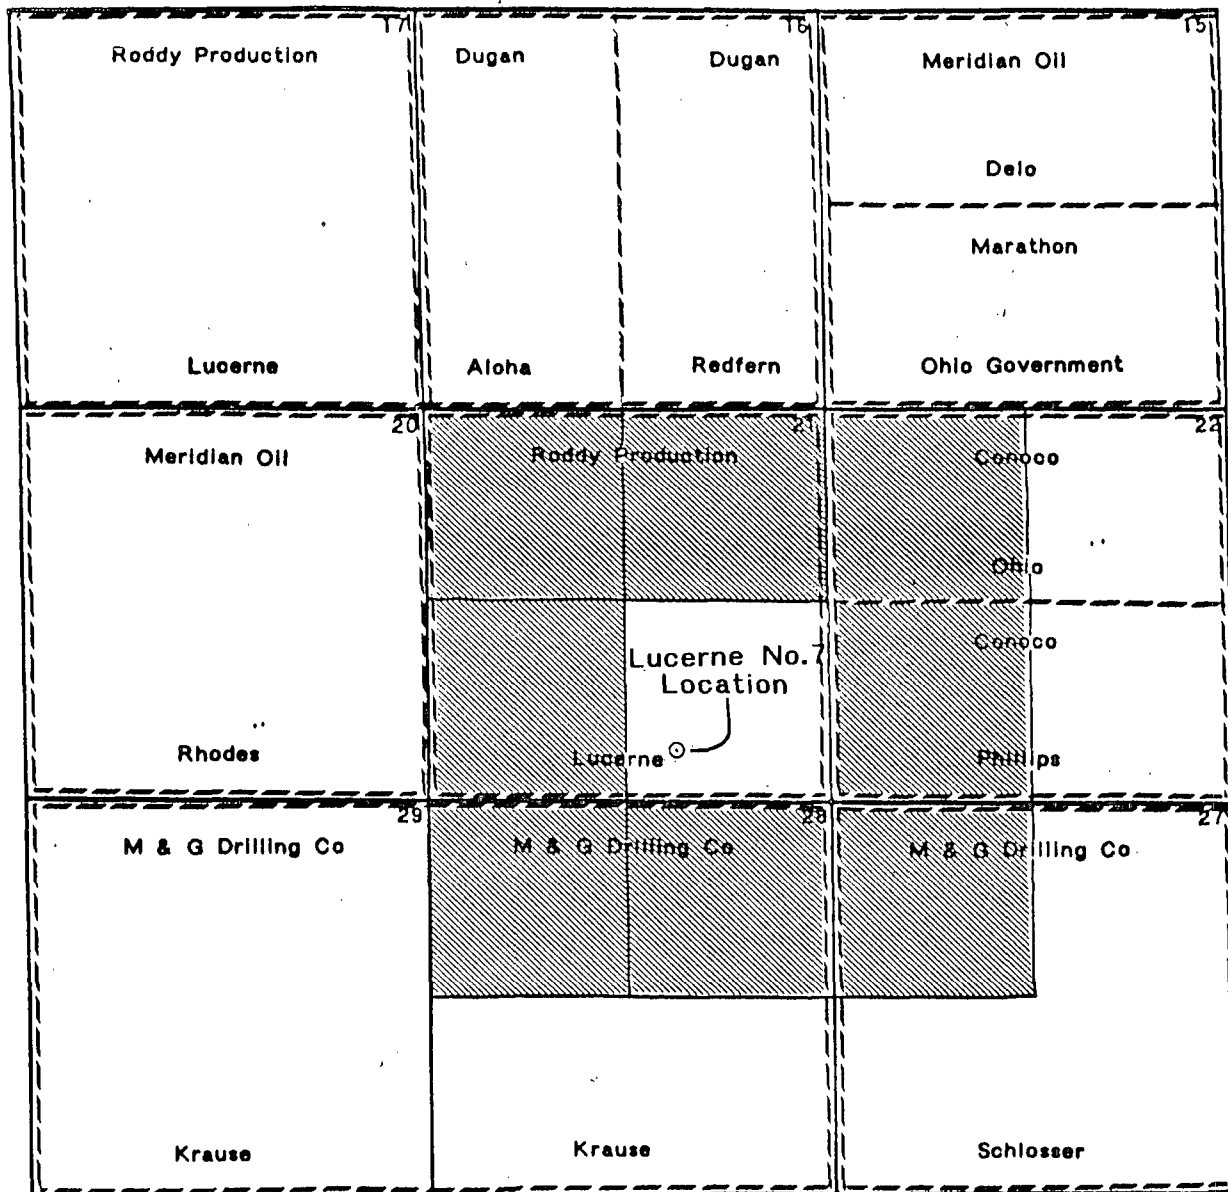 17
Roddy Production
Lucerne
16
Dugan
Dugan
Aloha
Redfern
15
Meridian Oil
Delo
Marathon
Ohio Government
20
Meridian Oil
Rhodes
21
Roddy Production
Lucerne No.7
Location
Lucerne
22
Conoco
Ohio
Conoco
Phillips
29
M & G Drilling Co
Krause
28
M & G Drilling Co
Krause
27
M & G Drilling Co
Schlosser